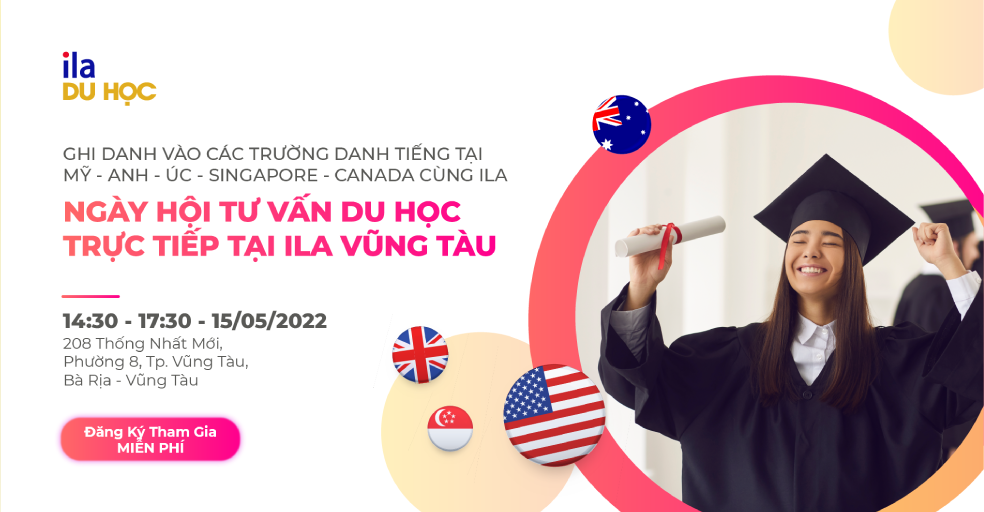 ila
DU HỌC
GHI DANH VÀO CÁC TRƯỜNG DANH TIẾNG TẠI
MỸ - ANH - ÚC - SINGAPORE - CANADA CÙNG ILA
NGÀY HỘI TƯ VẤN DU HỌC
TRỰC TIẾP TẠI ILA VŨNG TÀU
14:30 - 17:30 - 15/05/2022
208 Thống Nhất Mới,
Phường 8, Tp. Vũng Tàu,
Bà Rịa - Vũng Tàu
Đăng Ký Tham Gia
MIỄN PHÍ